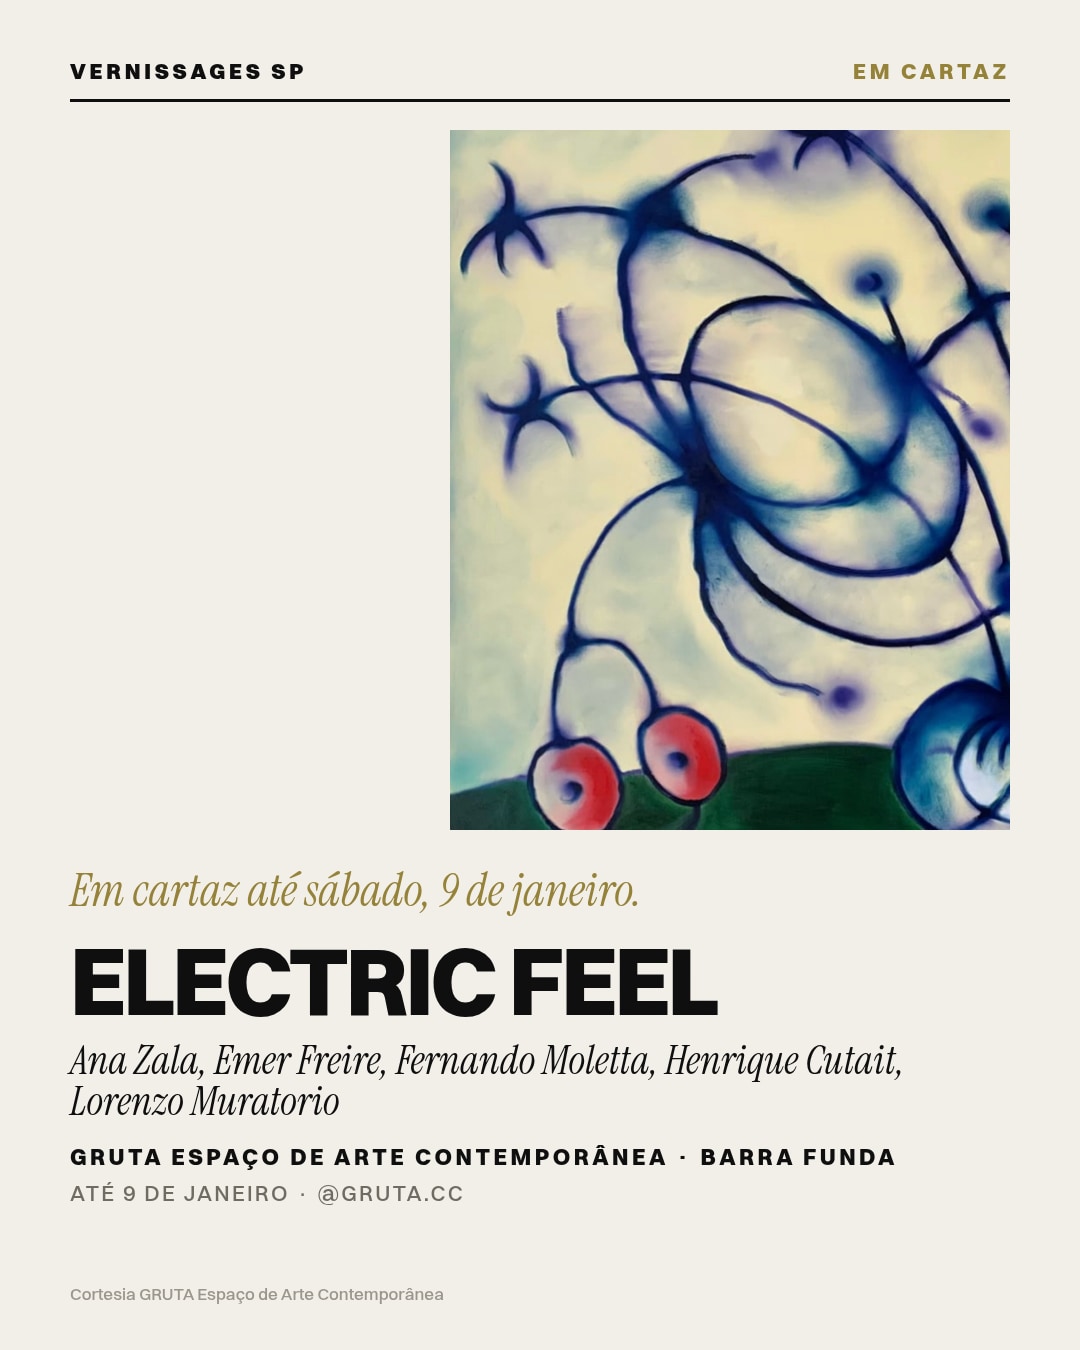 VERNISSAGES SP
EM CARTAZ
Em cartaz até sábado, 9 de janeiro.
ELECTRIC FEEL
Ana Zala, Emer Freire, Fernando Moletta, Henrique Cutait,
Lorenzo Muratorio
GRUTA ESPAÇO DE ARTE CONTEMPORÂNEA · BARRA FUNDA
ATÉ 9 DE JANEIRO · @GRUTA.CC
Cortesia GRUTA Espaço de Arte Contemporânea